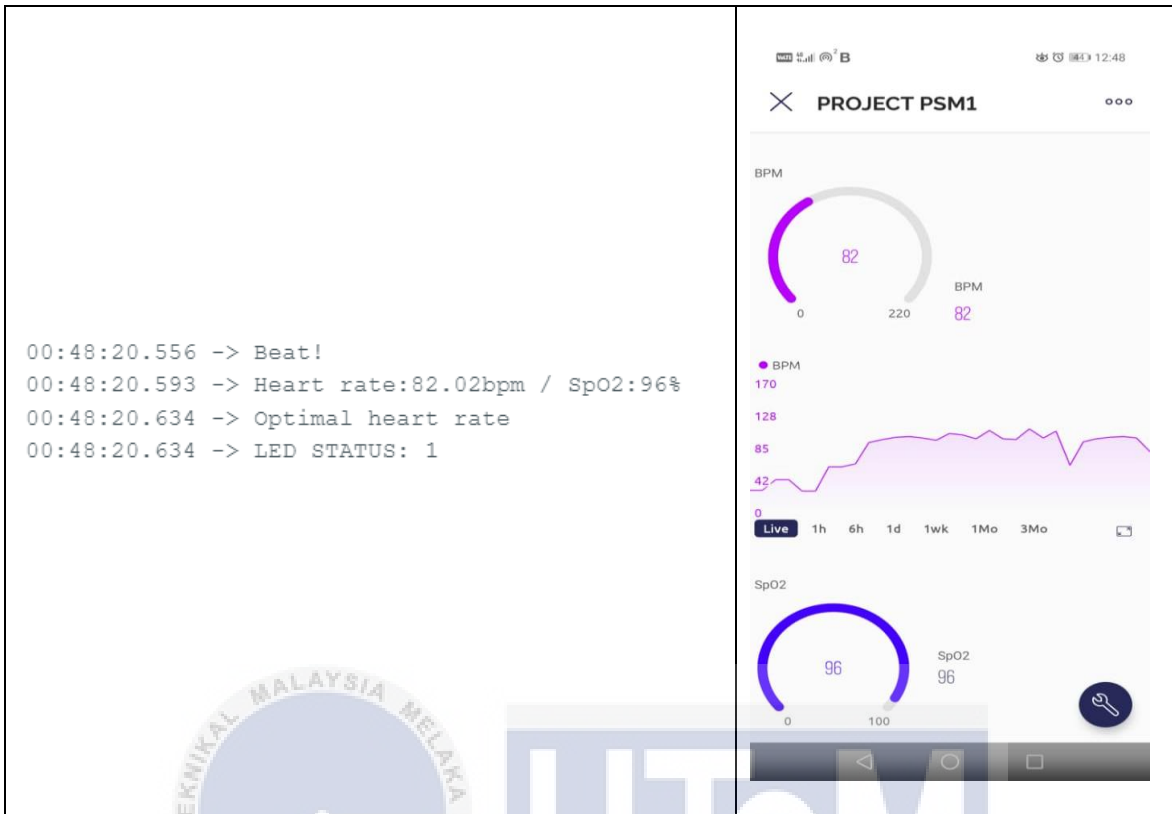 00:48:20.556 -> Beat!
00:48:20.593 -> Heart rate:82.02bpm / SpO2:96%
00:48:20.634 -> Optimal heart rate
00:48:20.634 -> LED STATUS: 1
B
12:48
PROJECT PSM1
BPM
82
BPM
82
0
220
BPM
170
128
85
42
0
Live 1h 6h 1d 1wk 1Mo 3Mo
SpO2
96
SpO2
96
0
100
MALAYSIA MELAKA
UTeM